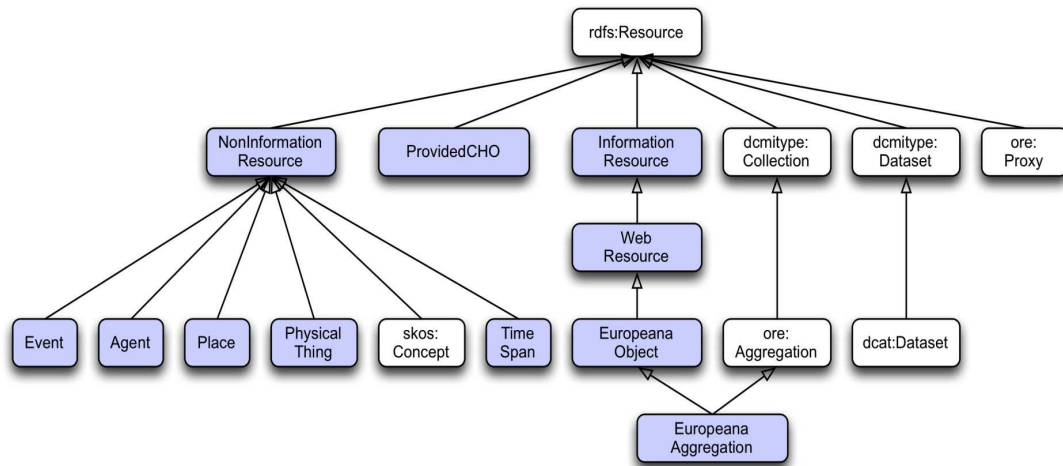 rdfs:Resource
NonInformation
Resource
ProvidedCHO
Information
Resource
dcmitype:
Collection
dcmitype:
Dataset
ore:
Proxy
Web
Resource
Event
Agent
Place
Physical
Thing
skos:
Concept
Time
Span
Europeana
Object
ore:
Aggregation
dcat:Dataset
Europeana
Aggregation